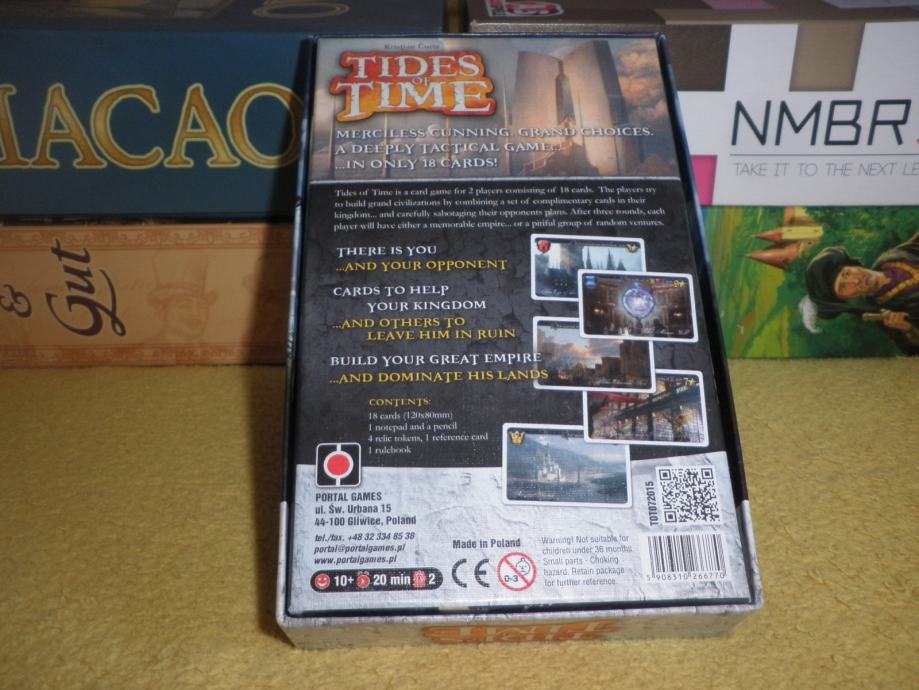 MACAO
& Gut
NMBR
TAKE IT TO THE NEXT LE
Kristian Čurla
TIDES
OF
TIME
MERCILESS CUNNING. GRAND CHOICES.
A DEEPLY TACTICAL GAME...
...IN ONLY 18 CARDS!
Tides of Time is a card game for 2 players consisting of 18 cards. The players try
to build grand civilizations by combining a set of complimentary cards in their
kingdom... and carefully sabotaging their opponents plans. After three rounds, each
player will have either a memorable empire... or a pitiful group of random ventures.
THERE IS YOU
...AND YOUR OPPONENT
CARDS TO HELP
YOUR KINGDOM
...AND OTHERS TO
LEAVE HIM IN RUIN
BUILD YOUR GREAT EMPIRE
...AND DOMINATE HIS LANDS
CONTENTS:
18 cards (120x80mm)
1 notepad and a pencil
4 relic tokens, 1 reference card
1 rulebook
PORTAL GAMES
ul. Św. Urbana 15
44-100 Gliwice, Poland
tel./fax. +48 32 334 85 38
portal@portalgames.pl
www.portalgames.pl
10+ 20 min 2
Made in Poland
CE
0-3
Warning! Not suitable for
children under 36 months.
Small parts - Choking
hazard. Retain package
for further reference.
TOT072015
5 908310 266770